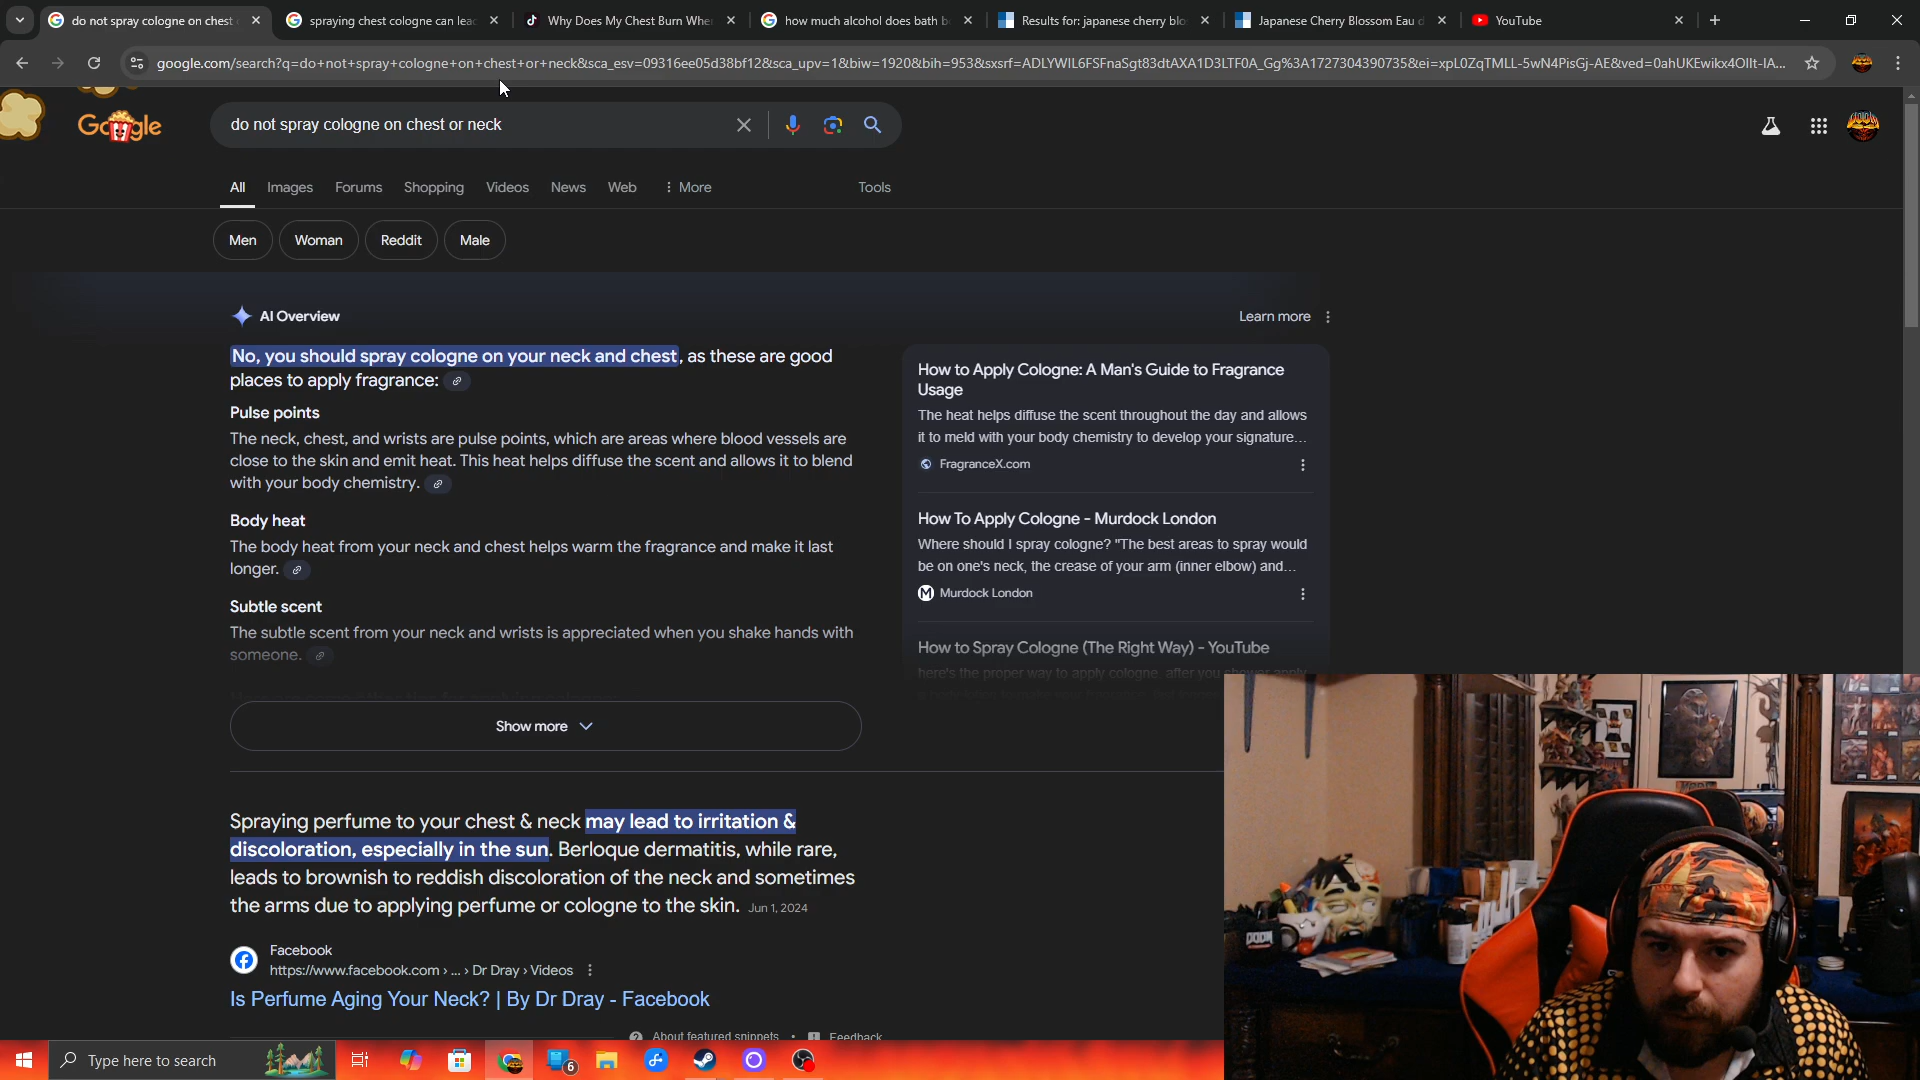 do not spray cologne on chest
spraying chest cologne can lead
Why Does My Chest Burn Whe
how much alcohol does bath b
Results for: japanese cherry blo
Japanese Cherry Blossom Eau d
YouTube
google.com/search?q=do+not+spray+cologne+on+chest+or+neck&sca_esv=09316ee05d38bf12&sca_upv=1&biw=1920&bih=953&sxsrf=ADLYWIL6FSFnaSgt83dtAXA1D3LTF0A_Gg%3A1727304390735&ei=xpL0ZqTMLL-5wN4PisGj-AE&ved=0ahUKEwikx4OIIt-IA...
Google
do not spray cologne on chest or neck
All Images Forums Shopping Videos News Web More Tools
Men Woman Reddit Male
AI Overview
Learn more
No, you should spray cologne on your neck and chest, as these are good
places to apply fragrance:
Pulse points
The neck, chest, and wrists are pulse points, which are areas where blood vessels are
close to the skin and emit heat. This heat helps diffuse the scent and allows it to blend
with your body chemistry.
Body heat
The body heat from your neck and chest helps warm the fragrance and make it last
longer.
Subtle scent
The subtle scent from your neck and wrists is appreciated when you shake hands with
someone.
Show more
How to Apply Cologne: A Man's Guide to Fragrance
Usage
The heat helps diffuse the scent throughout the day and allows
it to meld with your body chemistry to develop your signature...
FragranceX.com
How To Apply Cologne - Murdock London
Where should I spray cologne? "The best areas to spray would
be on one's neck, the crease of your arm (inner elbow) and...
Murdock London
How to Spray Cologne (The Right Way) - YouTube
here's the proper way to apply cologne after you shower apply
Spraying perfume to your chest & neck may lead to irritation &
discoloration, especially in the sun. Berloque dermatitis, while rare,
leads to brownish to reddish discoloration of the neck and sometimes
the arms due to applying perfume or cologne to the skin. Jun 1, 2024
Facebook
https://www.facebook.com › ... › Dr Dray › Videos
Is Perfume Aging Your Neck? | By Dr Dray - Facebook
About featured snippets • Feedback
DOOM
Type here to search
6